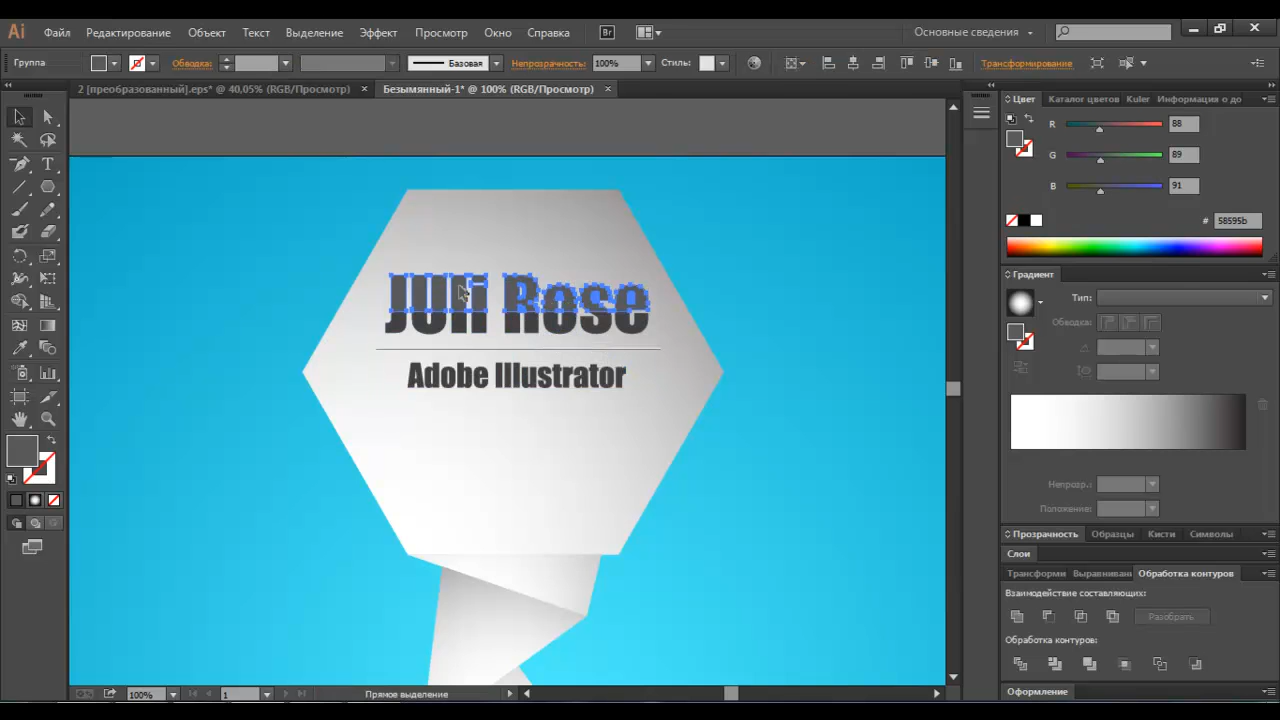 Ai Файл Редактирование Объект Текст Выделение Эффект Просмотр Окно Справка Br Основные сведения
Группа Обводка: Базовая Непрозрачность: 100% Стиль: Трансформирование
2 [преобразованный].eps* @ 40,05% (RGB/Просмотр) × Безымянный-1* @ 100% (RGB/Просмотр) ×
Цвет Каталог цветов Kuler Информация о до
R 88
G 89
B 91
# 58595b
Градиент
Тип:
Обводка:
JUli Rose
Adobe Illustrator
Непрозр.:
Положение:
Прозрачность Образцы Кисти Символы
Слои
Трансформи Выравниван Обработка контуров
Взаимодействие составляющих:
Разобрать
Обработка контуров:
Оформление
100% 1 Прямое выделение